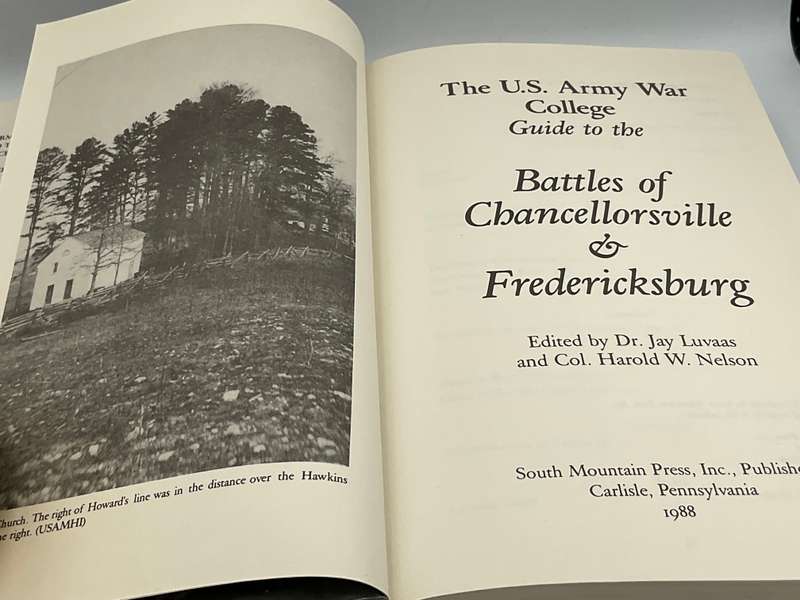 Church. The right of Howard's line was in the distance over the Hawkins
right. (USAMHI)
The U.S. Army War
College
Guide to the
Battles of
Chancellorsville
&
Fredericksburg
Edited by Dr. Jay Luvaas
and Col. Harold W. Nelson
South Mountain Press, Inc., Publishe
Carlisle, Pennsylvania
1988